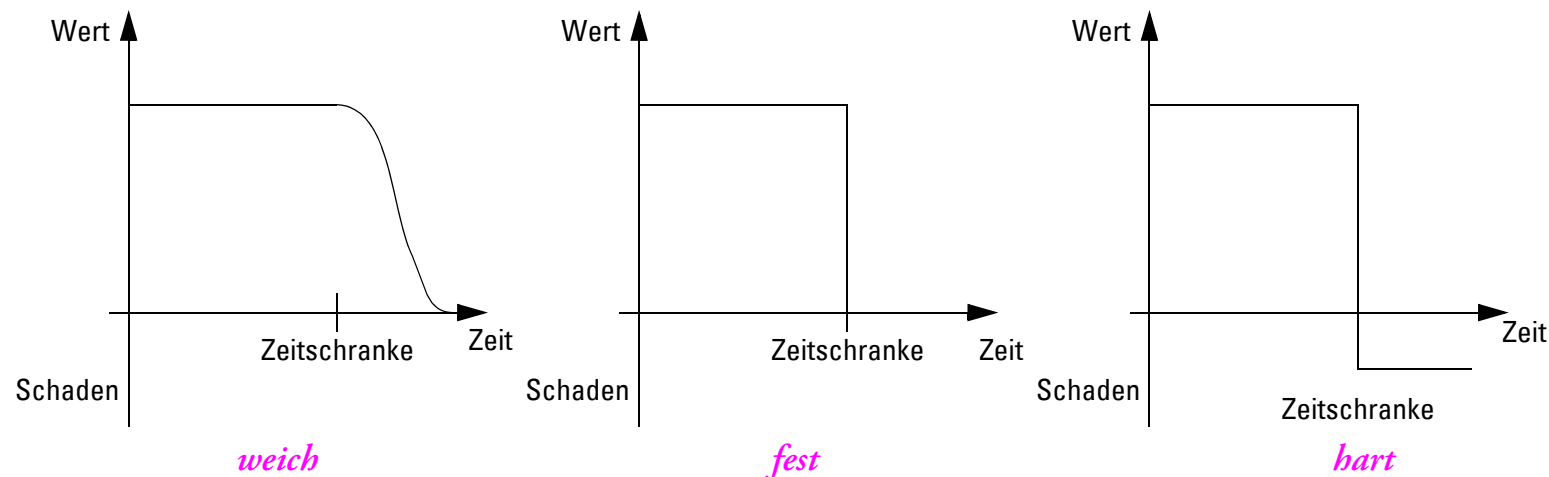 Wert
Zeit
Zeitschranke
Schaden
weich
Wert
Zeitschranke
Zeit
Schaden
fest
Wert
Zeit
Schaden
Zeitschranke
hart